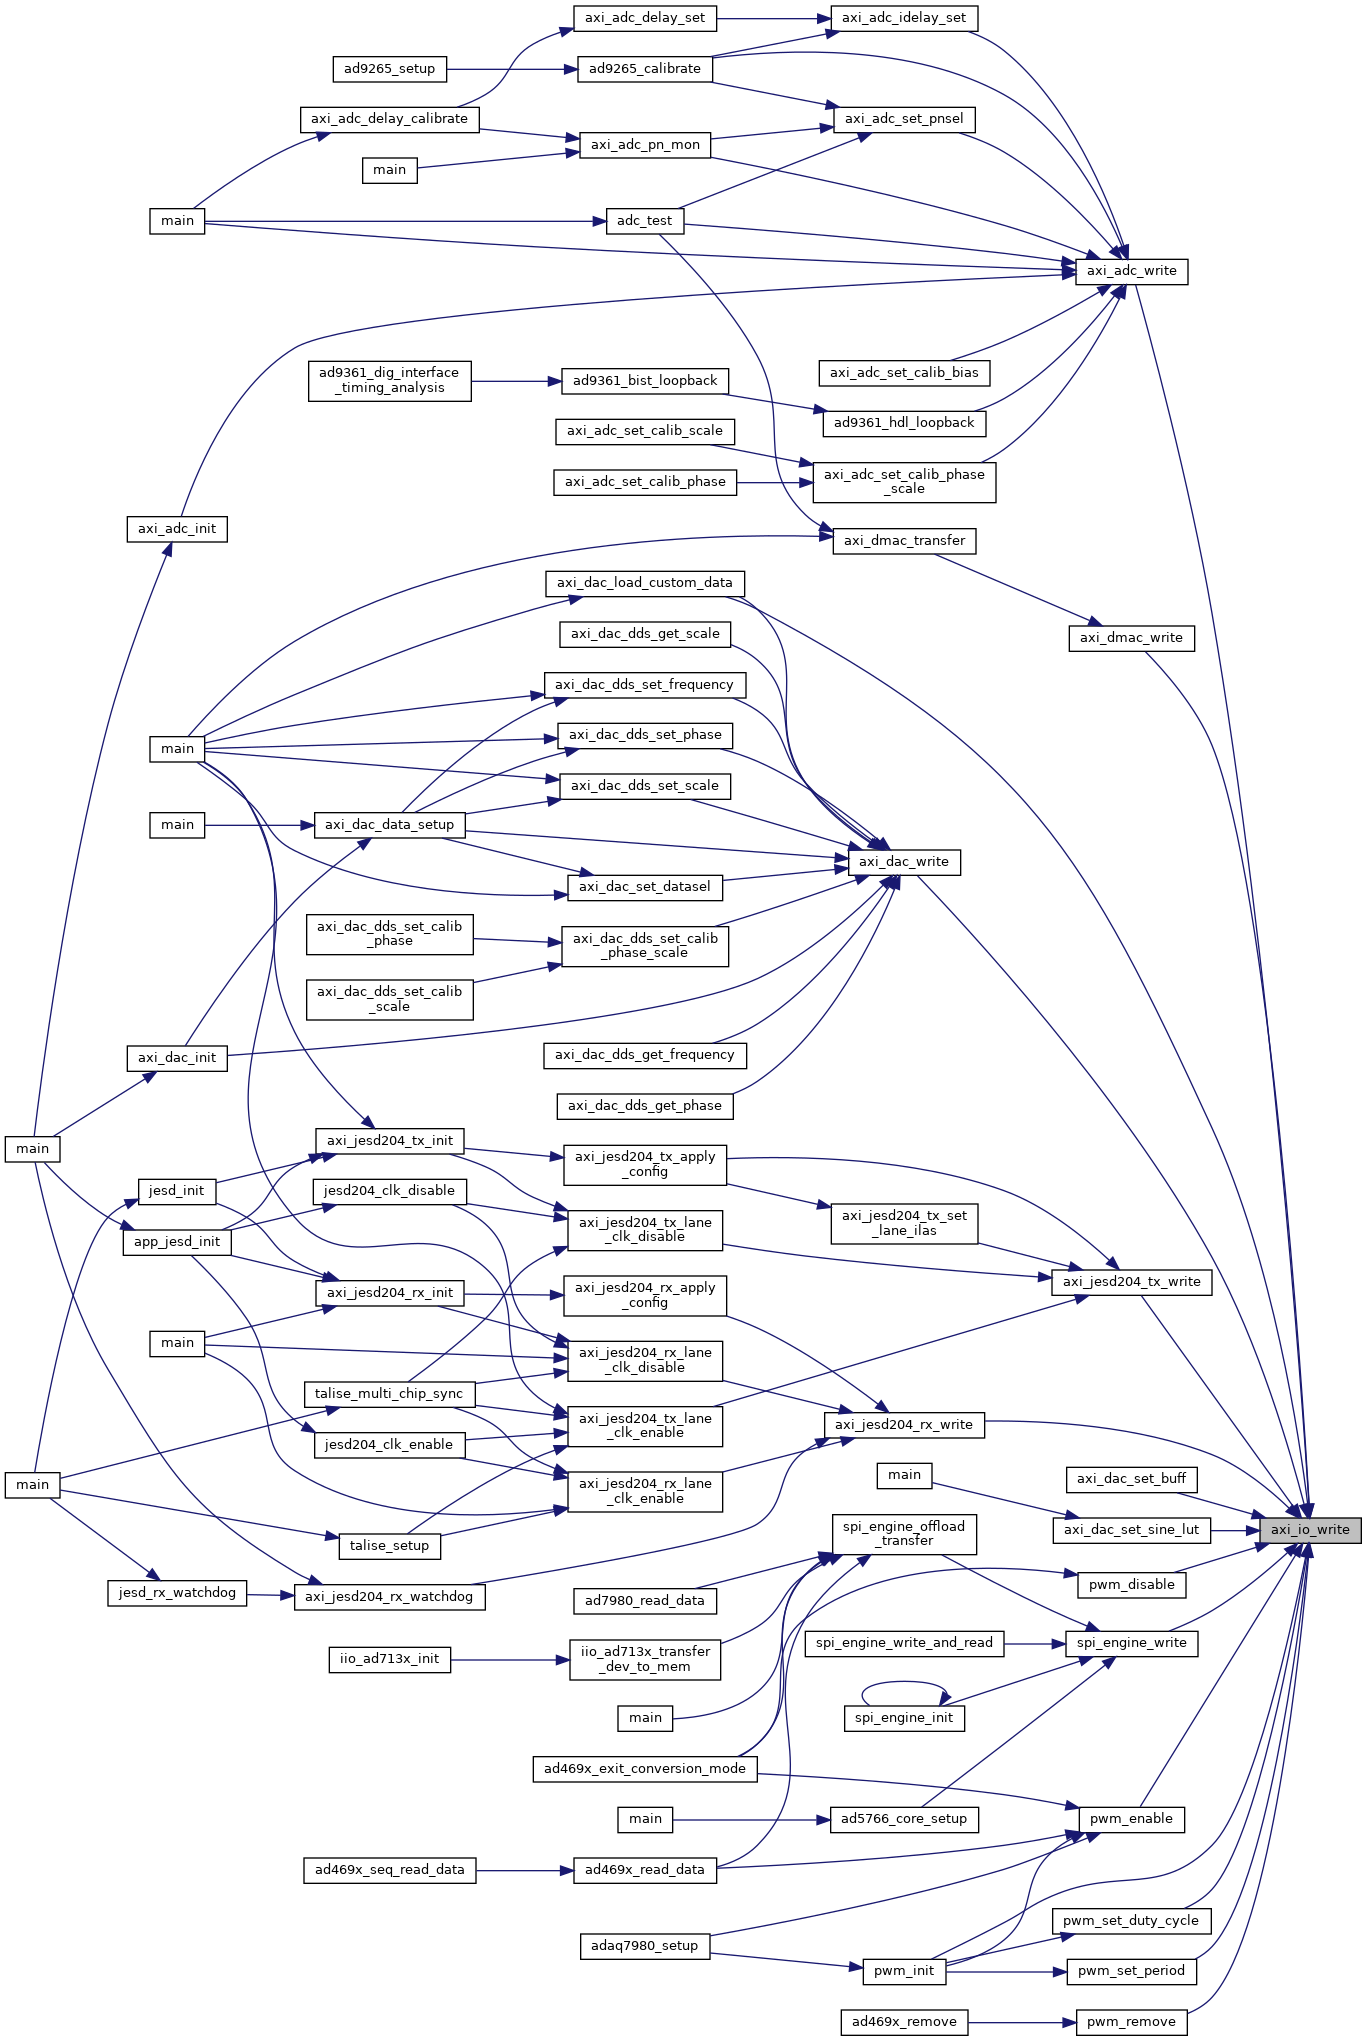 axi_adc_delay_set
axi_adc_idelay_set
ad9265_setup
ad9265_calibrate
axi_adc_delay_calibrate
axi_adc_set_pnsel
axi_adc_pn_mon
main
main
adc_test
axi_adc_write
ad9361_dig_interface
_timing_analysis
ad9361_bist_loopback
axi_adc_set_calib_bias
ad9361_hdl_loopback
axi_adc_set_calib_scale
axi_adc_set_calib_phase
axi_adc_set_calib_phase
_scale
axi_adc_init
axi_dmac_transfer
axi_dac_load_custom_data
axi_dac_dds_get_scale
axi_dmac_write
axi_dac_dds_set_frequency
axi_dac_dds_set_phase
main
axi_dac_dds_set_scale
main
axi_dac_data_setup
axi_dac_write
axi_dac_set_datasel
axi_dac_dds_set_calib
_phase
axi_dac_dds_set_calib
_phase_scale
axi_dac_dds_set_calib
_scale
axi_dac_init
axi_dac_dds_get_frequency
axi_dac_dds_get_phase
main
axi_jesd204_tx_init
axi_jesd204_tx_apply
_config
jesd_init
jesd204_clk_disable
axi_jesd204_tx_lane
_clk_disable
axi_jesd204_tx_set
_lane_ilas
app_jesd_init
axi_jesd204_tx_write
axi_jesd204_rx_init
axi_jesd204_rx_apply
_config
main
axi_jesd204_rx_lane
_clk_disable
talise_multi_chip_sync
axi_jesd204_tx_lane
_clk_enable
axi_jesd204_rx_write
jesd204_clk_enable
main
axi_jesd204_rx_lane
_clk_enable
main
axi_dac_set_buff
axi_dac_set_sine_lut
axi_io_write
talise_setup
spi_engine_offload
_transfer
jesd_rx_watchdog
axi_jesd204_rx_watchdog
ad7980_read_data
pwm_disable
iio_ad713x_init
iio_ad713x_transfer
_dev_to_mem
spi_engine_write_and_read
spi_engine_write
main
spi_engine_init
ad469x_exit_conversion_mode
main
ad5766_core_setup
pwm_enable
ad469x_seq_read_data
ad469x_read_data
pwm_set_duty_cycle
adaq7980_setup
pwm_init
pwm_set_period
ad469x_remove
pwm_remove